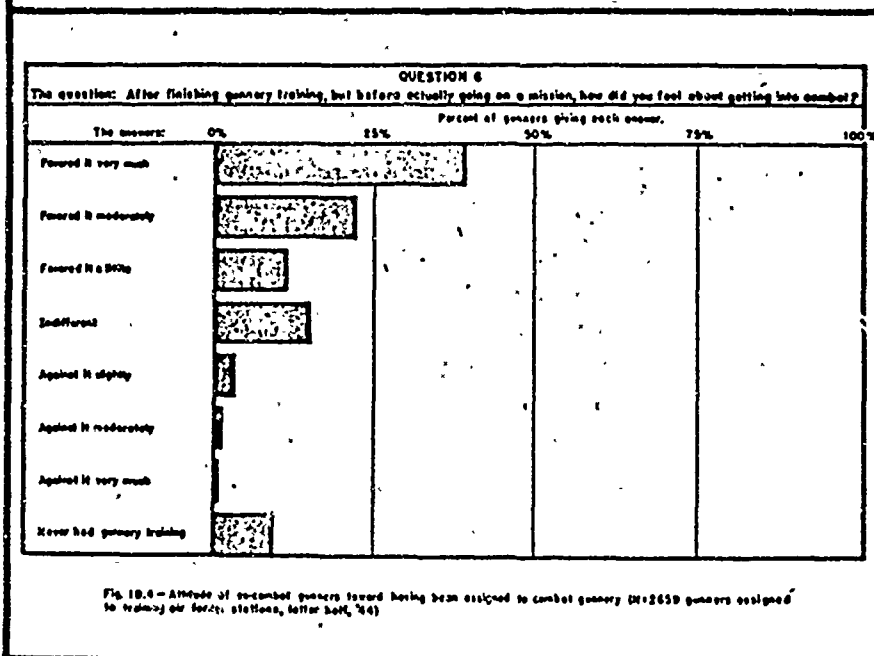 QUESTION 6
The question: After finishing gunnery training, but before actually going on a mission, how did you feel about getting into combat?
Percent of gunners giving each answer.
The answers: 0% 25% 50% 75% 100%
Favored it very much
Favored it moderately
Favored it a little
Indifferent
Against it slightly
Against it moderately
Against it very much
Never had gunnery training
Fig. 10.4 — Attitude of ex-combat gunners toward having been assigned to combat gunnery (N=2659 gunners assigned
to training air forces stations, latter half, '44)